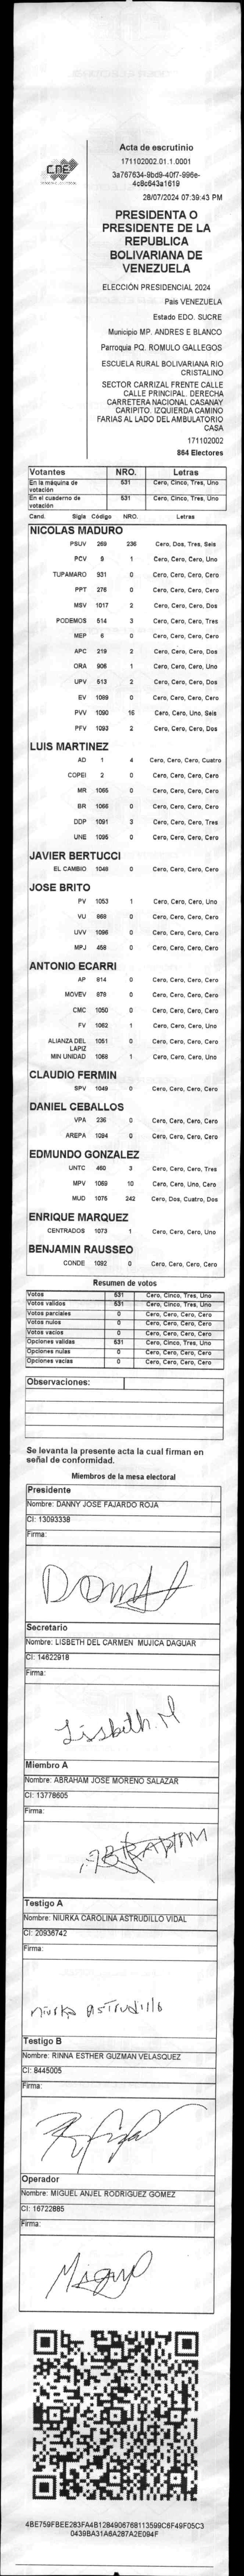 CNE
Acta de escrutinio
171102002.01.1.0001
3a767634-9bd9-40f7-996e-
4c8c643a1619
28/07/2024 07:39:43 PM
PRESIDENTA O
PRESIDENTE DE LA
REPUBLICA
BOLIVARIANA DE
VENEZUELA
ELECCIÓN PRESIDENCIAL 2024
Pais VENEZUELA
Estado EDO. SUCRE
Municipio MP. ANDRES E BLANCO
Parroquia PQ. ROMULO GALLEGOS
ESCUELA RURAL BOLIVARIANA RIO
CRISTALINO
SECTOR CARRIZAL FRENTE CALLE
CALLE PRINCIPAL. DERECHA
CARRETERA NACIONAL CASANAY
CARIPITO. IZQUIERDA CAMINO
FARIAS AL LADO DEL AMBULATORIO
CASA
171102002
864 Electores
Votantes NRO. Letras
En la máquina de votación 531 Cero, Cinco, Tres, Uno
En el cuaderno de votación 531 Cero, Cinco, Tres, Uno
Cand. Sigla Código NRO. Letras
NICOLAS MADURO
PSUV 269 236 Cero, Dos, Tres, Seis
PCV 9 1 Cero, Cero, Cero, Uno
TUPAMARO 931 0 Cero, Cero, Cero, Cero
PPT 276 0 Cero, Cero, Cero, Cero
MSV 1017 2 Cero, Cero, Cero, Dos
PODEMOS 514 3 Cero, Cero, Cero, Tres
MEP 6 0 Cero, Cero, Cero, Cero
APC 219 2 Cero, Cero, Cero, Dos
ORA 906 1 Cero, Cero, Cero, Uno
UPV 513 2 Cero, Cero, Cero, Dos
EV 1089 0 Cero, Cero, Cero, Cero
PVV 1090 16 Cero, Cero, Uno, Seis
PFV 1093 2 Cero, Cero, Cero, Dos
LUIS MARTINEZ
AD 1 4 Cero, Cero, Cero, Cuatro
COPEI 2 0 Cero, Cero, Cero, Cero
MR 1065 0 Cero, Cero, Cero, Cero
BR 1066 0 Cero, Cero, Cero, Cero
DDP 1091 3 Cero, Cero, Cero, Tres
UNE 1095 0 Cero, Cero, Cero, Cero
JAVIER BERTUCCI
EL CAMBIO 1048 0 Cero, Cero, Cero, Cero
JOSE BRITO
PV 1053 1 Cero, Cero, Cero, Uno
VU 868 0 Cero, Cero, Cero, Cero
UVV 1096 0 Cero, Cero, Cero, Cero
MPJ 458 0 Cero, Cero, Cero, Cero
ANTONIO ECARRI
AP 814 0 Cero, Cero, Cero, Cero
MOVEV 878 0 Cero, Cero, Cero, Cero
CMC 1050 0 Cero, Cero, Cero, Cero
FV 1062 1 Cero, Cero, Cero, Uno
ALIANZA DEL LAPIZ 1051 0 Cero, Cero, Cero, Cero
MIN UNIDAD 1068 1 Cero, Cero, Cero, Uno
CLAUDIO FERMIN
SPV 1049 0 Cero, Cero, Cero, Cero
DANIEL CEBALLOS
VPA 236 0 Cero, Cero, Cero, Cero
AREPA 1094 0 Cero, Cero, Cero, Cero
EDMUNDO GONZALEZ
UNTC 460 3 Cero, Cero, Cero, Tres
MPV 1069 10 Cero, Cero, Uno, Cero
MUD 1075 242 Cero, Dos, Cuatro, Dos
ENRIQUE MARQUEZ
CENTRADOS 1073 1 Cero, Cero, Cero, Uno
BENJAMIN RAUSSEO
CONDE 1092 0 Cero, Cero, Cero, Cero
Resumen de votos
Votos 531 Cero, Cinco, Tres, Uno
Votos validos 531 Cero, Cinco, Tres, Uno
Votos parciales 0 Cero, Cero, Cero, Cero
Votos nulos 0 Cero, Cero, Cero, Cero
Votos vacios 0 Cero, Cero, Cero, Cero
Opciones validas 531 Cero, Cinco, Tres, Uno
Opciones nulas 0 Cero, Cero, Cero, Cero
Opciones vacias 0 Cero, Cero, Cero, Cero
Observaciones:
Se levanta la presente acta la cual firman en
señal de conformidad.
Miembros de la mesa electoral
Presidente
Nombre: DANNY JOSE FAJARDO ROJA
CI: 13093338
Firma:
Secretario
Nombre: LISBETH DEL CARMEN MUJICA DAGUAR
CI: 14622918
Firma:
Lisbeth.M
Miembro A
Nombre: ABRAHAM JOSE MORENO SALAZAR
CI: 13778605
Firma:
Testigo A
Nombre: NIURKA CAROLINA ASTRUDILLO VIDAL
CI: 20936742
Firma:
Niurka Astrudillo
Testigo B
Nombre: RINNA ESTHER GUZMAN VELASQUEZ
CI: 8445005
Firma:
Operador
Nombre: MIGUEL ANJEL RODRIGUEZ GOMEZ
CI: 16722885
Firma:
4BE759FBEE283FA4B1284906768113599C6F49F05C3
0439BA31A6A287A2E094F